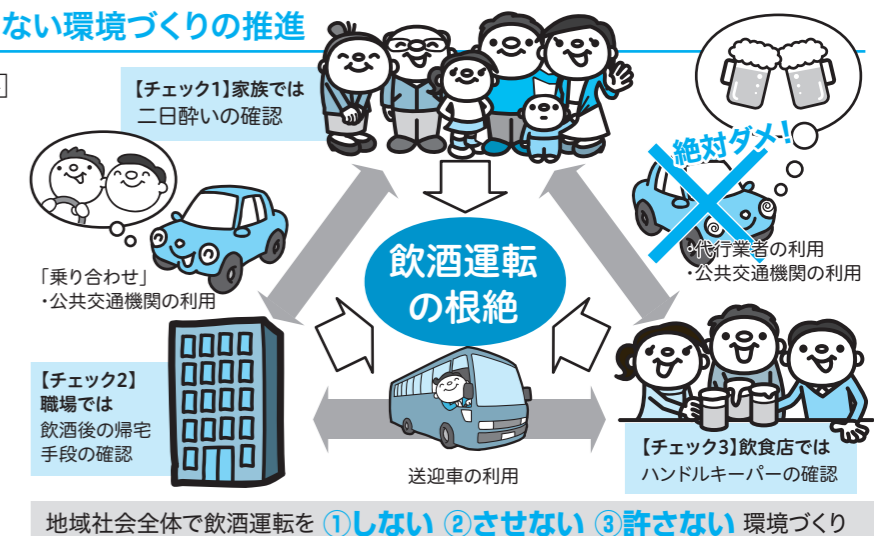 ない環境づくりの推進
【チェック1】家族では
二日酔いの確認
絶対ダメ!
「乗り合わせ」
・公共交通機関の利用
・代行業者の利用
・公共交通機関の利用
飲酒運転
の根絶
【チェック2】
職場では
飲酒後の帰宅
手段の確認
送迎車の利用
【チェック3】飲食店では
ハンドルキーパーの確認
地域社会全体で飲酒運転を ①しない ②させない ③許さない 環境づくり